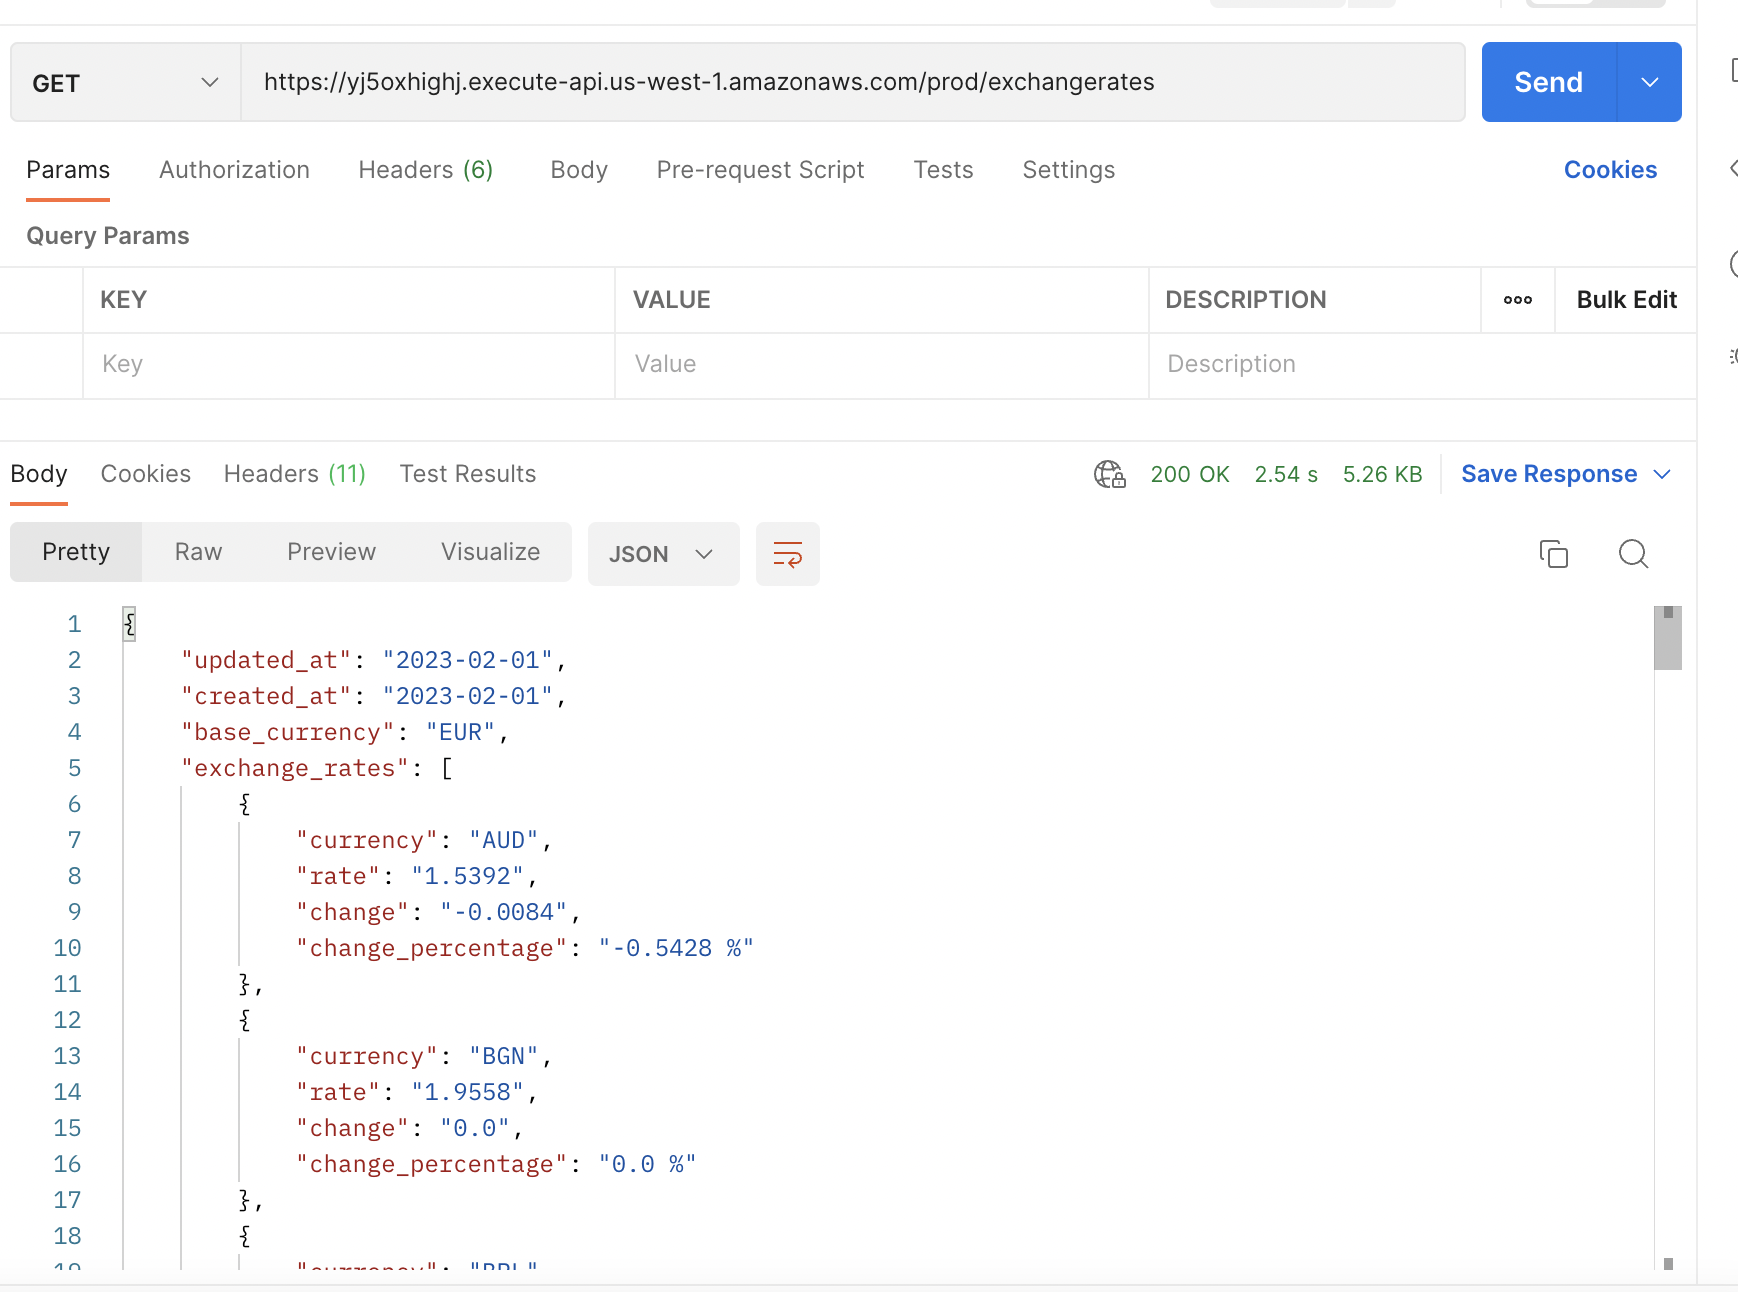 GET https://yj5oxhighj.execute-api.us-west-1.amazonaws.com/prod/exchangerates Send
Params Authorization Headers (6) Body Pre-request Script Tests Settings Cookies
Query Params
KEY VALUE DESCRIPTION ooo Bulk Edit
Key Value Description
Body Cookies Headers (11) Test Results 200 OK 2.54 s 5.26 KB Save Response
Pretty Raw Preview Visualize JSON
1 {
2 "updated_at": "2023-02-01",
3 "created_at": "2023-02-01",
4 "base_currency": "EUR",
5 "exchange_rates": [
6 {
7 "currency": "AUD",
8 "rate": "1.5392",
9 "change": "-0.0084",
10 "change_percentage": "-0.5428 %"
11 },
12 {
13 "currency": "BGN",
14 "rate": "1.9558",
15 "change": "0.0",
16 "change_percentage": "0.0 %"
17 },
18 {
19 "currency": "BRL"